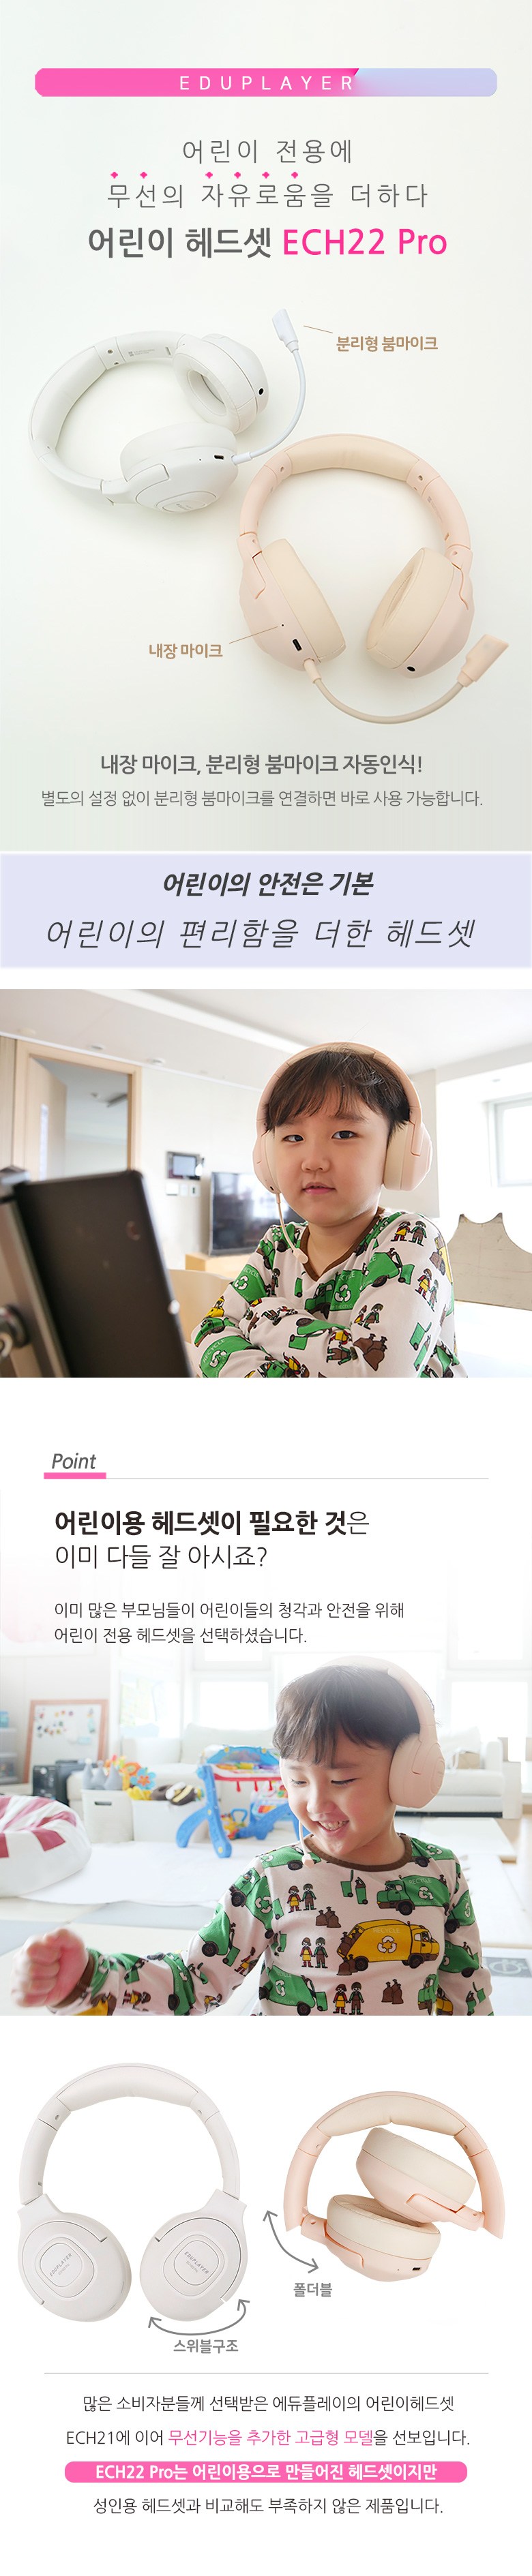 EDUPLAYER
어린이 전용에
무선의 자유로움을 더하다
어린이 헤드셋 ECH22 Pro
분리형 붐마이크
내장 마이크
내장 마이크, 분리형 붐마이크 자동인식!
별도의 설정 없이 분리형 붐마이크를 연결하면 바로 사용 가능합니다.
어린이의 안전은 기본
어린이의 편리함을 더한 헤드셋
Point
어린이용 헤드셋이 필요한 것은
이미 다들 잘 아시죠?
이미 많은 부모님들이 어린이들의 청각과 안전을 위해
어린이 전용 헤드셋을 선택하셨습니다.
EDUPLAYER
EDUPLAYER
폴더블
스위블구조
많은 소비자분들께 선택받은 에듀플레이의 어린이헤드셋
ECH21에 이어 무선기능을 추가한 고급형 모델을 선보입니다.
ECH22 Pro는 어린이용으로 만들어진 헤드셋이지만
성인용 헤드셋과 비교해도 부족하지 않은 제품입니다.